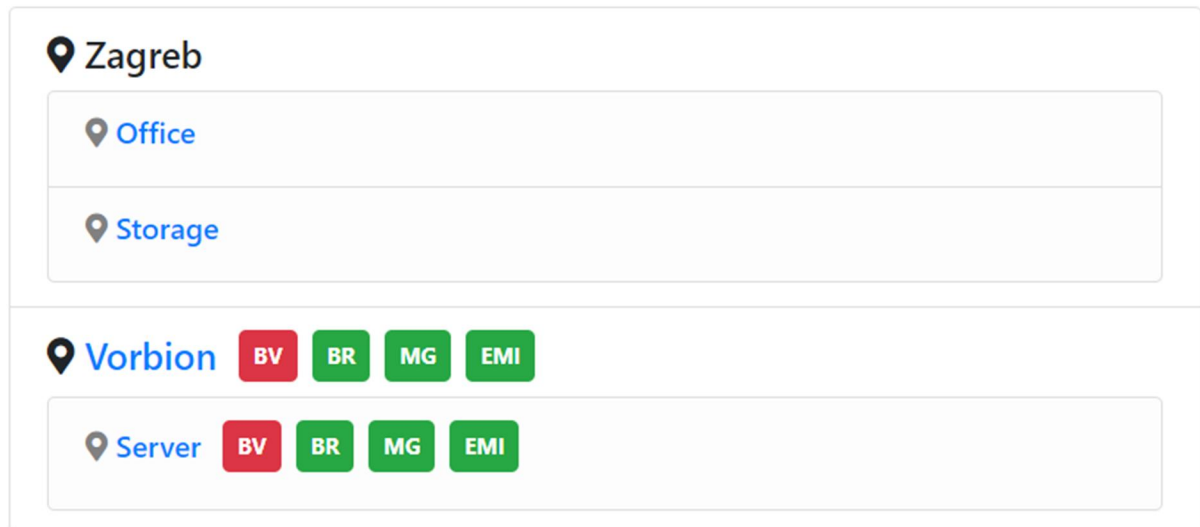 Zagreb
Office
Storage
Vorbion BV BR MG EMI
Server BV BR MG EMI